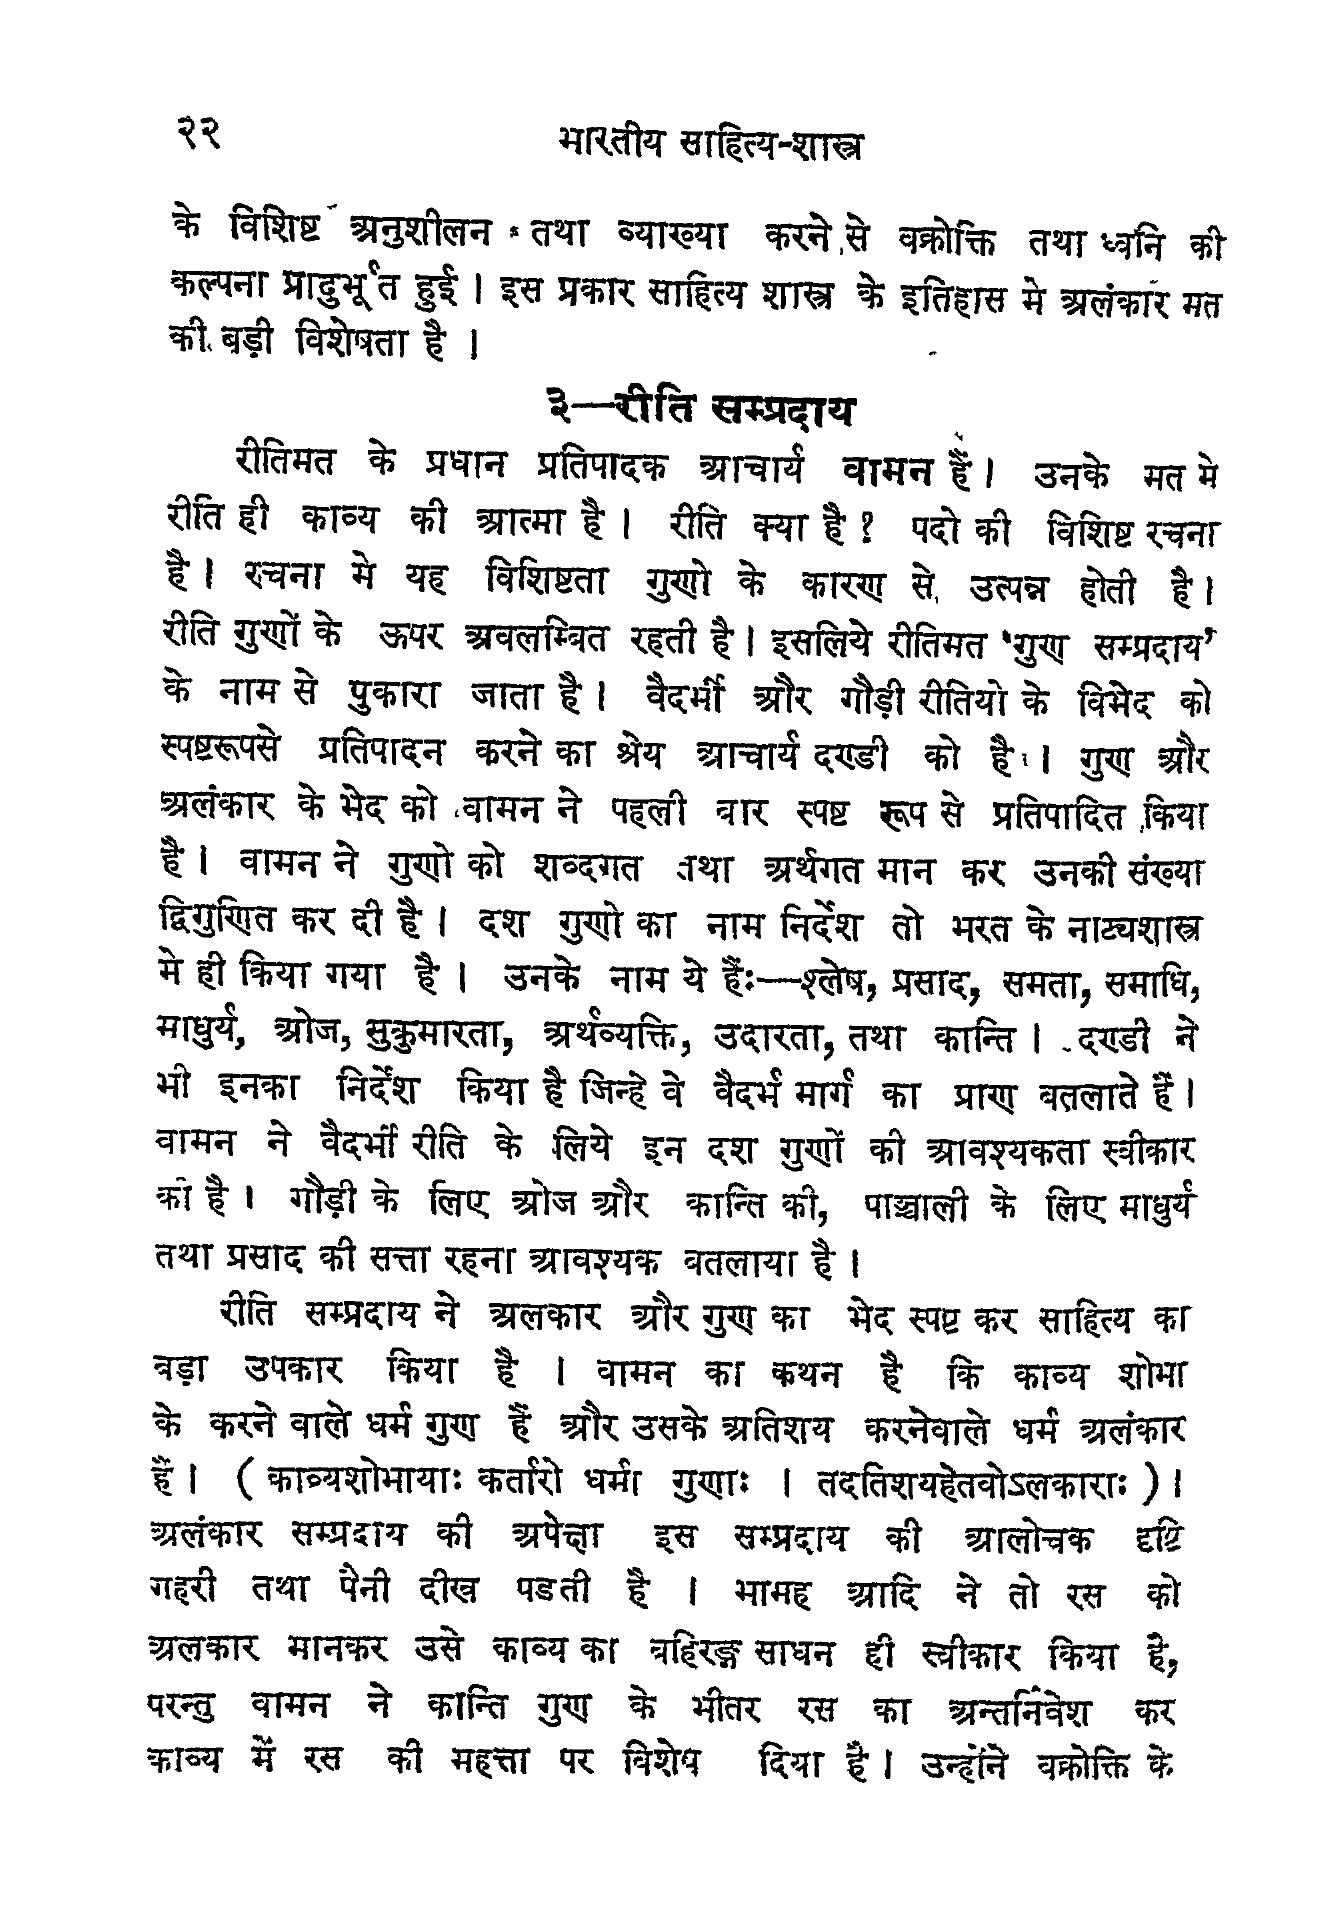 २२ भारतीय साहित्य-शास्त्र
के विशिष्ट अनुशीलन तथा व्याख्या करने से वक्रोक्ति तथा ध्वनि की
कल्पना प्रादुर्भूत हुई । इस प्रकार साहित्य शास्त्र के इतिहास मे अलंकार मत
की बड़ी विशेषता है ।
३—रीति सम्प्रदाय
रीतिमत के प्रधान प्रतिपादक आचार्य वामन हैं । उनके मत मे
रीति ही काव्य की आत्मा है । रीति क्या है ? पदो की विशिष्ट रचना
है । रचना मे यह विशिष्टता गुणो के कारण से उत्पन्न होती है ।
रीति गुणों के ऊपर अवलम्बित रहती है । इसलिये रीतिमत ‘गुण सम्प्रदाय’
के नाम से पुकारा जाता है । वैदर्भी और गौड़ी रीतियो के विभेद को
स्पष्टरूपसे प्रतिपादन करने का श्रेय आचार्य दण्डी को है । गुण और
अलंकार के भेद को वामन ने पहली बार स्पष्ट रूप से प्रतिपादित किया
है । वामन ने गुणो को शब्दगत तथा अर्थगत मान कर उनकी संख्या
द्विगुणित कर दी है । दश गुणो का नाम निर्देश तो भरत के नाट्यशास्त्र
मे ही किया गया है । उनके नाम ये हैंः—श्लेष, प्रसाद, समता, समाधि,
माधुर्य, ओज, सुकुमारता, अर्थव्यक्ति, उदारता, तथा कान्ति । दण्डी ने
भी इनका निर्देश किया है जिन्हे वे वैदर्भ मार्ग का प्राण बतलाते हैं ।
वामन ने वैदर्भी रीति के लिये इन दश गुणों की आवश्यकता स्वीकार
की है । गौड़ी के लिए ओज और कान्ति की, पाञ्चाली के लिए माधुर्य
तथा प्रसाद की सत्ता रहना आवश्यक बतलाया है ।
रीति सम्प्रदाय ने अलकार और गुण का भेद स्पष्ट कर साहित्य का
बड़ा उपकार किया है । वामन का कथन है कि काव्य शोभा
के करने वाले धर्म गुण हैं और उसके अतिशय करनेवाले धर्म अलंकार
हैं । ( काव्यशोभायाः कर्तारो धर्मा गुणाः । तदतिशयहेतवोऽलकाराः ) ।
अलंकार सम्प्रदाय की अपेक्षा इस सम्प्रदाय की आलोचक दृष्टि
गहरी तथा पैनी दीख पडती है । भामह आदि ने तो रस को
अलकार मानकर उसे काव्य का बहिरङ्ग साधन ही स्वीकार किया है,
परन्तु वामन ने कान्ति गुण के भीतर रस का अन्तर्निवेश कर
काव्य में रस की महत्ता पर विशेष दिया है । उन्होंने वक्रोक्ति के